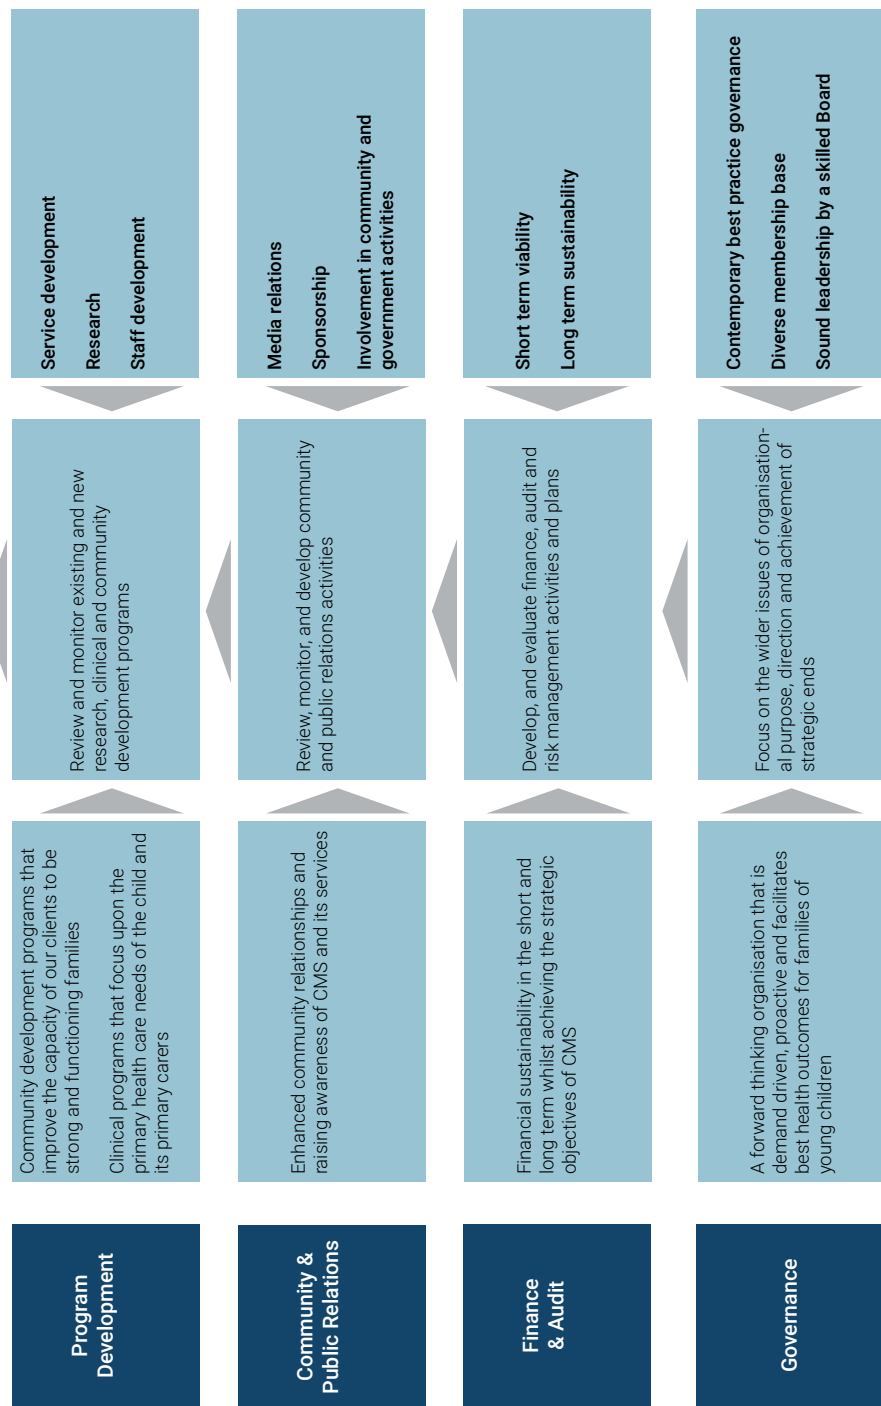 Program
Development
Community development programs that
improve the capacity of our clients to be
strong and functioning families
Clinical programs that focus upon the
primary health care needs of the child and
its primary carers
Review and monitor existing and new
research, clinical and community
development programs
Service development
Research
Staff development
Community &
Public Relations
Enhanced community relationships and
raising awareness of CMS and its services
Review, monitor, and develop community
and public relations activities
Media relations
Sponsorship
Involvement in community and
government activities
Finance
& Audit
Financial sustainability in the short and
long term whilst achieving the strategic
objectives of CMS
Develop, and evaluate finance, audit and
risk management activities and plans
Short term viability
Long term sustainability
Governance
A forward thinking organisation that is
demand driven, proactive and facilitates
best health outcomes for families of
young children
Focus on the wider issues of organisation-
al purpose, direction and achievement of
strategic ends
Contemporary best practice governance
Diverse membership base
Sound leadership by a skilled Board